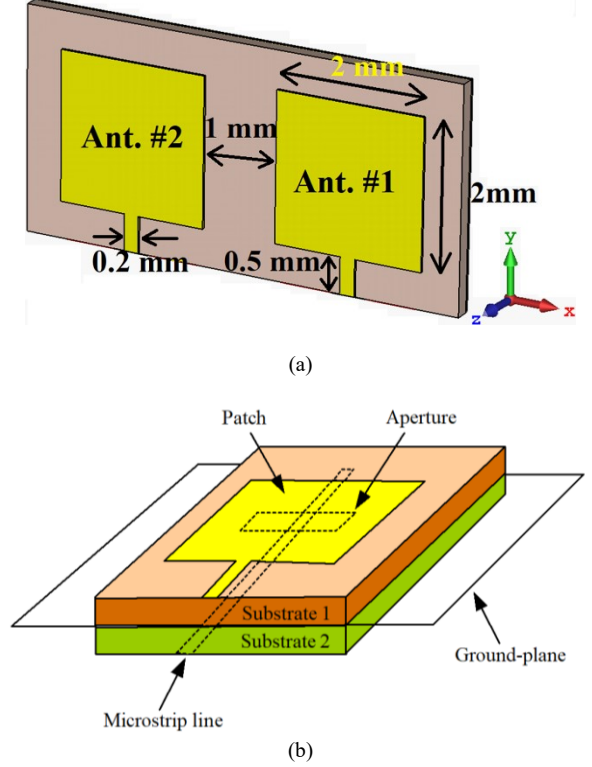 2 mm
1 mm
Ant. #2
Ant. #1
2mm
0.2 mm
0.5 mm
y
z
x
(a)
Patch
Aperture
Substrate 1
Substrate 2
Ground-plane
Microstrip line
(b)